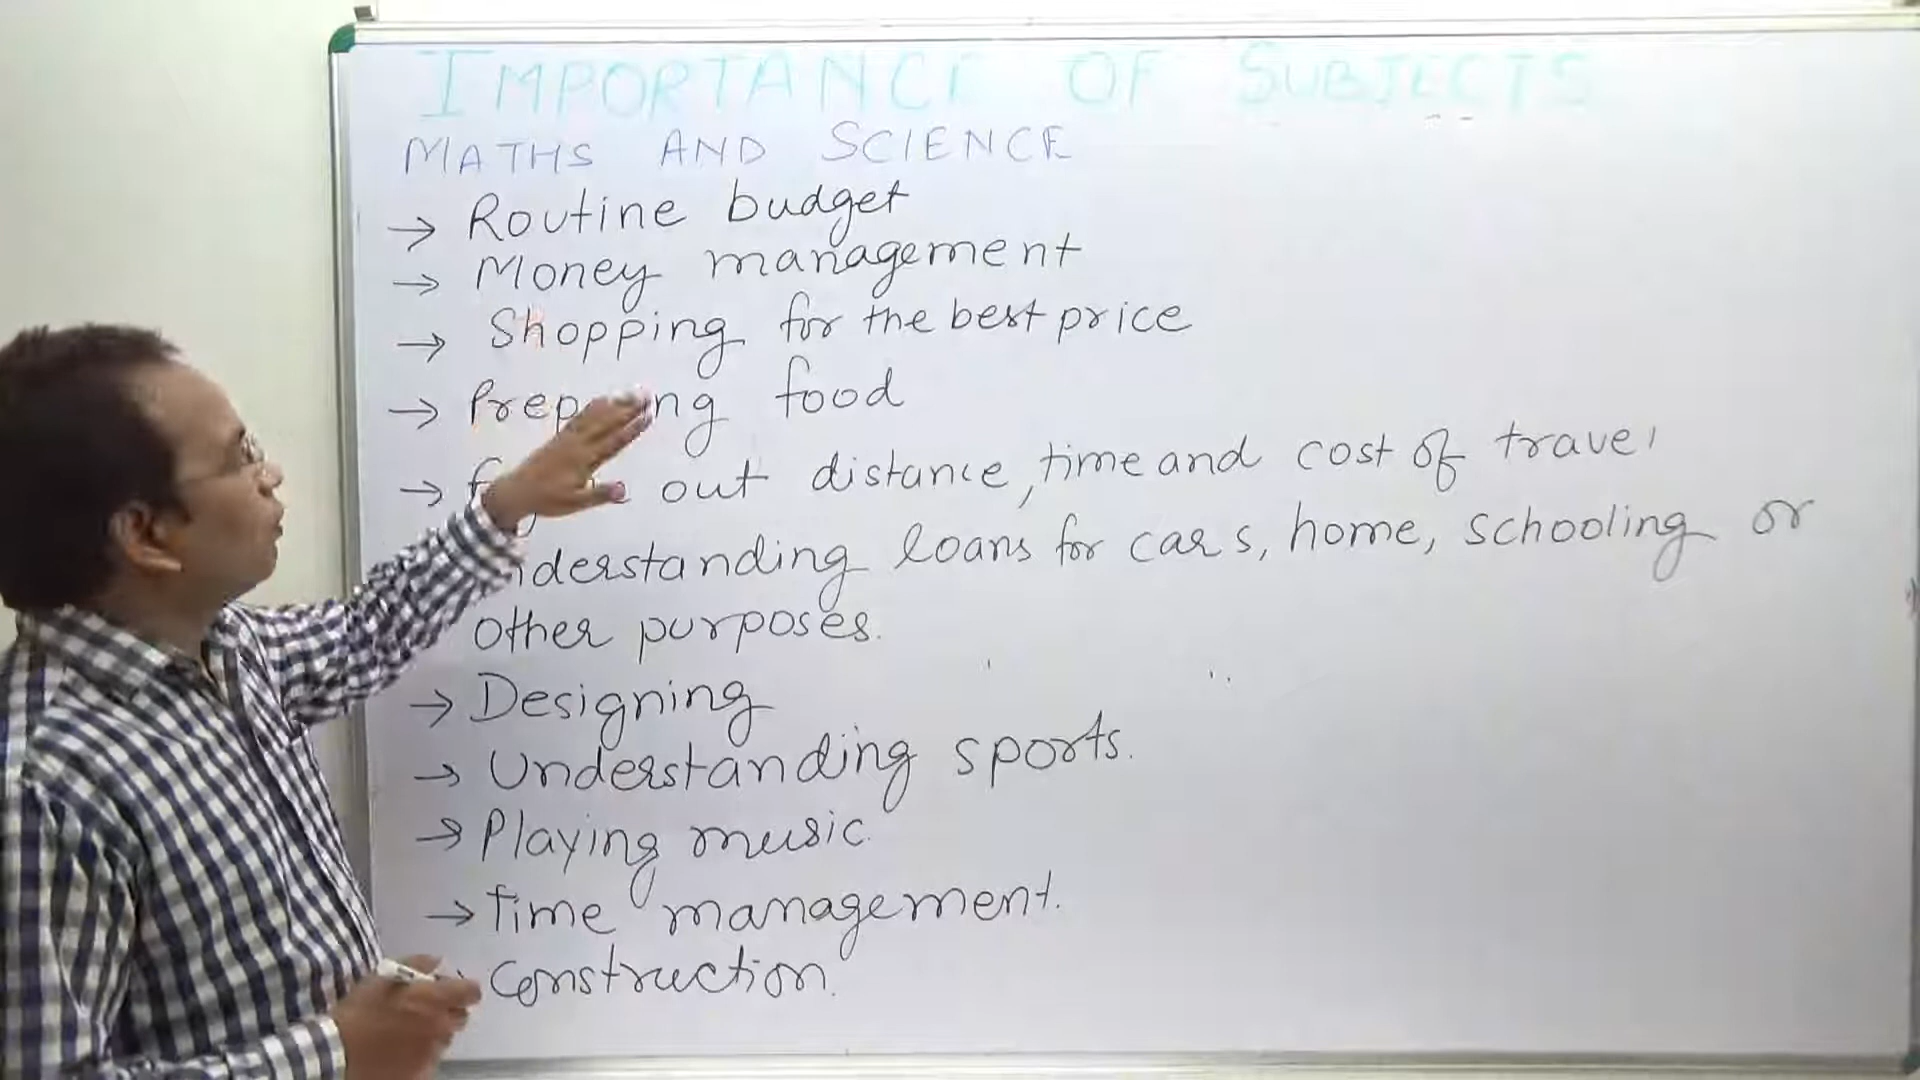 IMPORTANCE OF SUBJECTS
MATHS AND SCIENCE
→ Routine budget
→ Money management
→ Shopping for the best price
→ food
→ out distance, time and cost of travel
loans for cars, home, schooling or
other purposes.
→ Designing
→ Understanding sports.
→ Playing music.
→ Time management.
Construction.